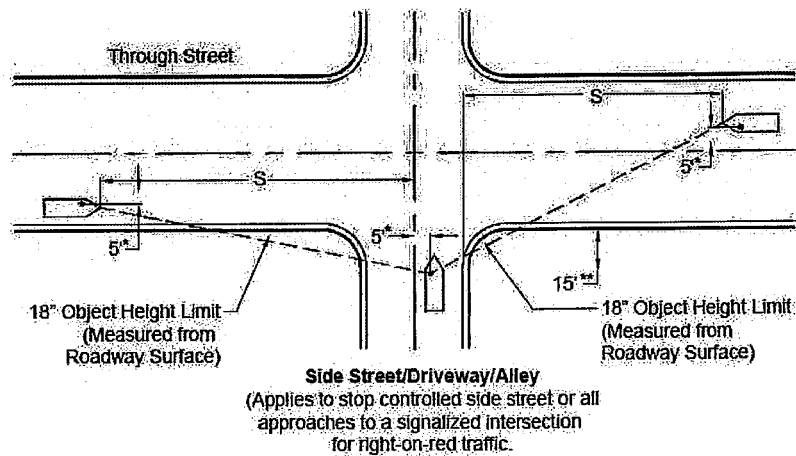 Through Street
S
5'*
S
5'*
5'*
15'**
18" Object Height Limit
(Measured from
Roadway Surface)
18" Object Height Limit
(Measured from
Roadway Surface)
Side Street/Driveway/Alley
(Applies to stop controlled side street or all
approaches to a signalized intersection
for right-on-red traffic.